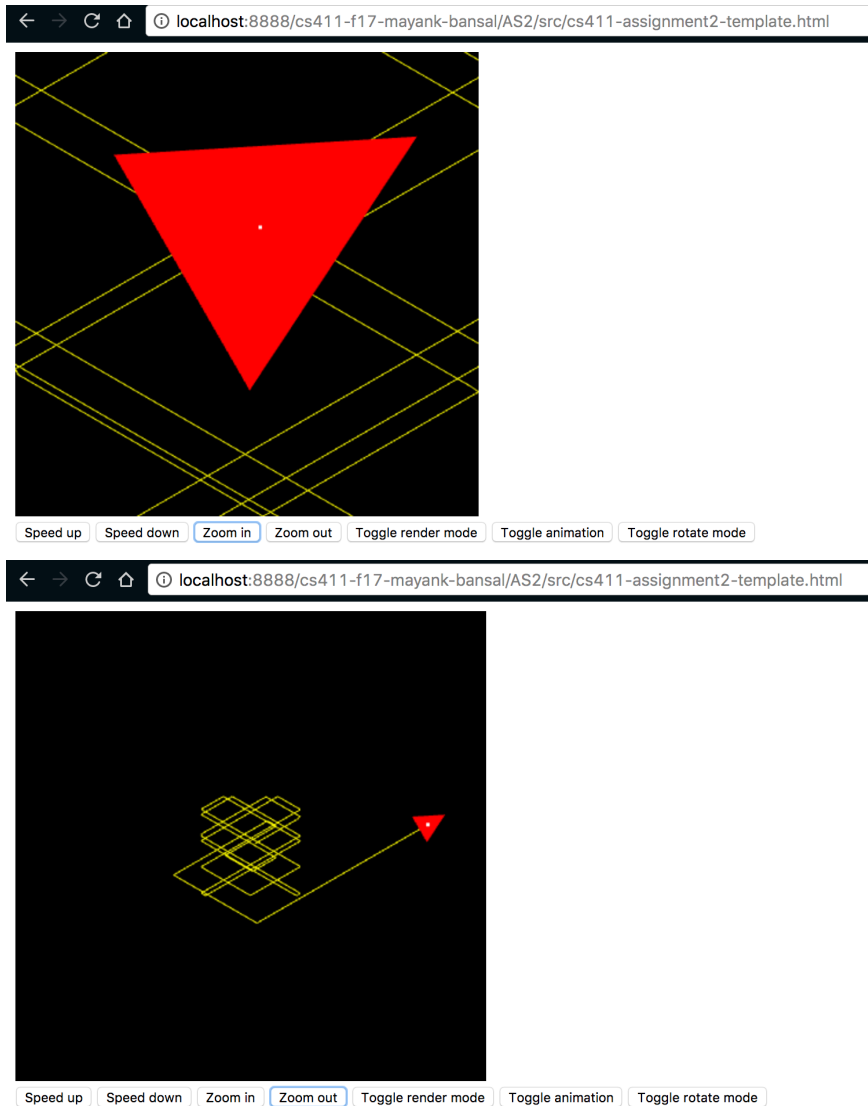 localhost:8888/cs411-f17-mayank-bansal/AS2/src/cs411-assignment2-template.html
Speed up Speed down Zoom in Zoom out Toggle render mode Toggle animation Toggle rotate mode
localhost:8888/cs411-f17-mayank-bansal/AS2/src/cs411-assignment2-template.html
Speed up Speed down Zoom in Zoom out Toggle render mode Toggle animation Toggle rotate mode